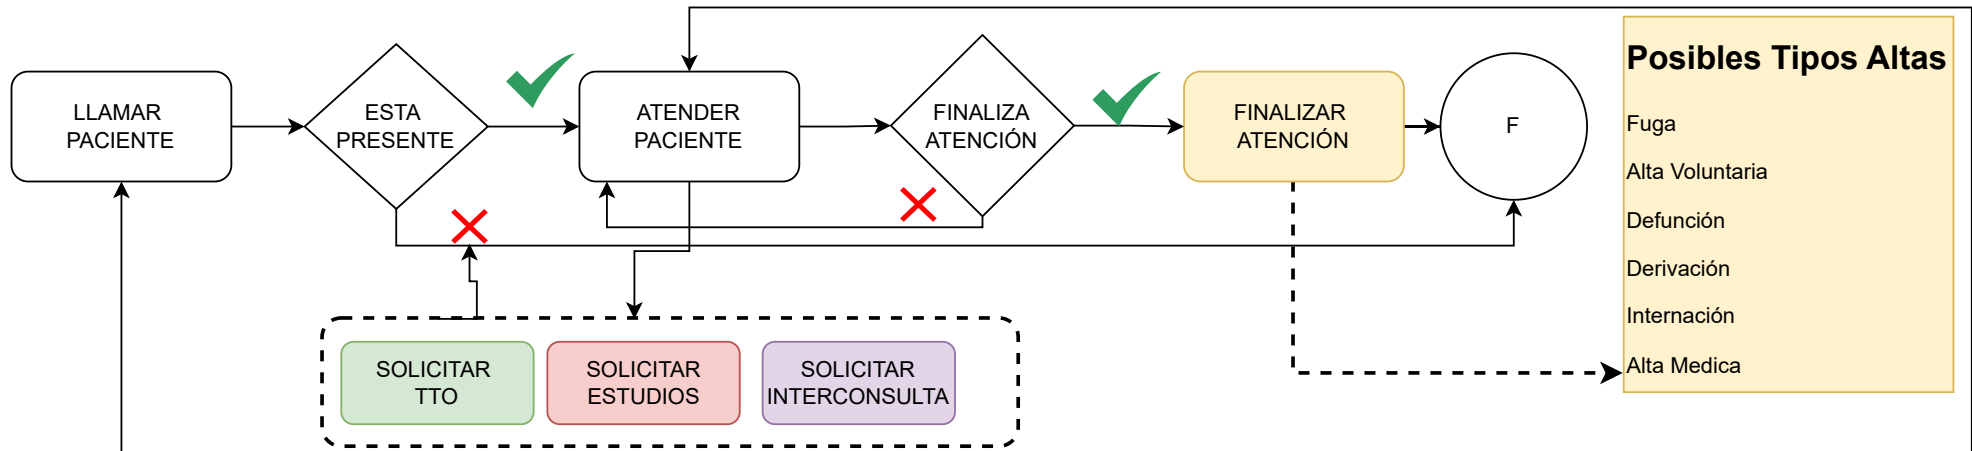 LLAMAR
PACIENTE
ESTA
PRESENTE
ATENDER
PACIENTE
FINALIZA
ATENCIÓN
FINALIZAR
ATENCIÓN
F
Posibles Tipos Altas
Fuga
Alta Voluntaria
Defunción
Derivación
Internación
Alta Medica
SOLICITAR
TTO
SOLICITAR
ESTUDIOS
SOLICITAR
INTERCONSULTA